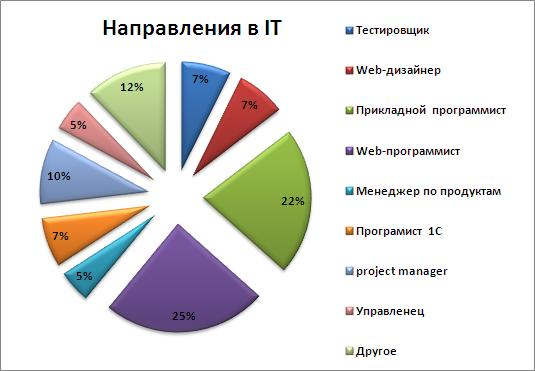 Направления в IT
7%
7%
22%
25%
5%
7%
10%
5%
12%
Тестировщик
Web-дизайнер
Прикладной программист
Web-программист
Менеджер по продуктам
Програмист 1С
project manager
Управленец
Другое